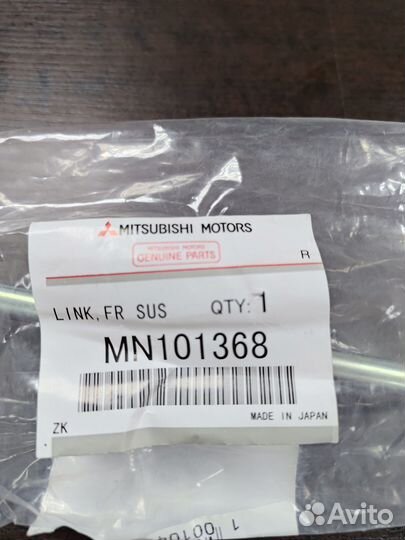 MITSUBISHI MOTORS
MITSUBISHI MOTORS
GENUINE PARTS
R
LINK, FR SUS QTY: 1
MN101368
MADE IN JAPAN
ZK
Avito